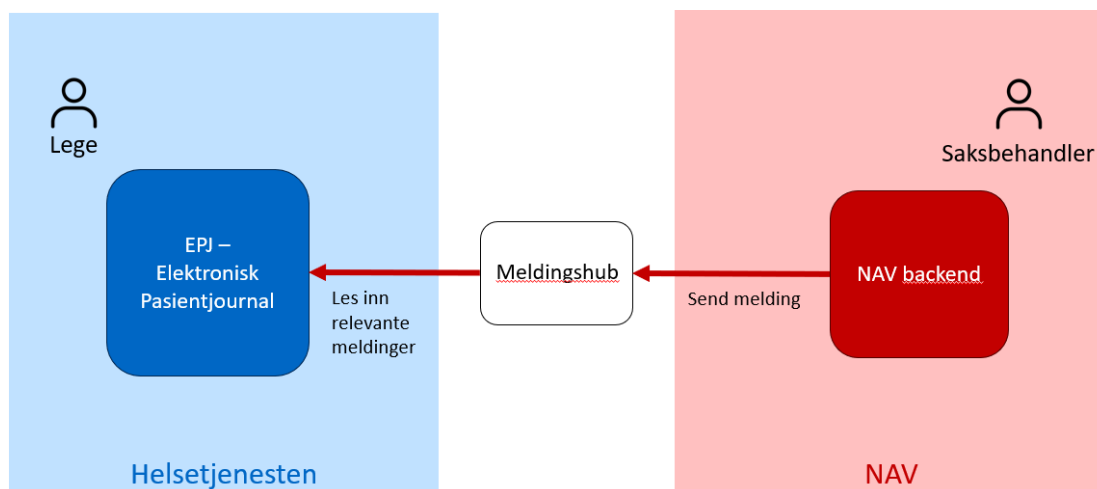 Lege
Saksbehandler
EPJ –
Elektronisk
Pasientjournal
Les inn
relevante
meldinger
Meldingshub
Send melding
NAV backend
Helsetjenesten
NAV